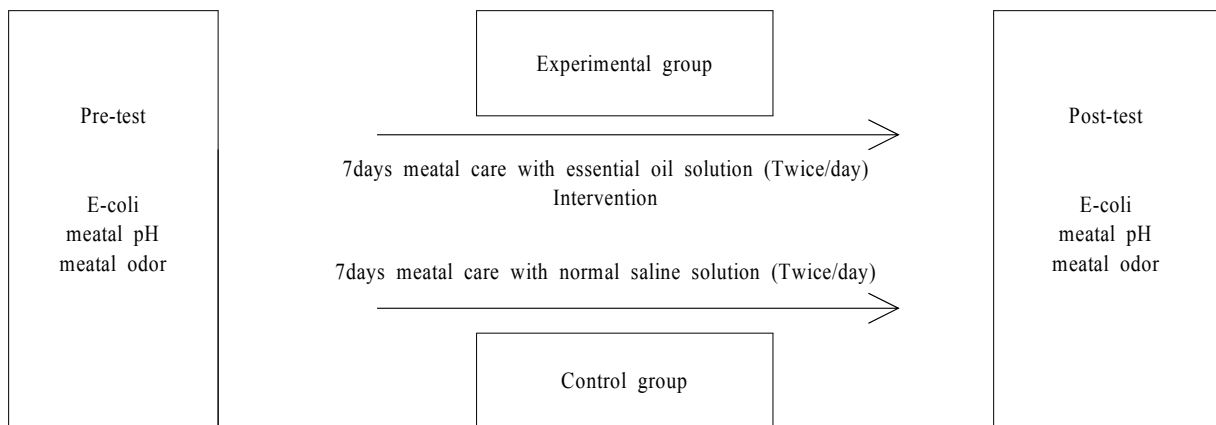 Pre-test
E-coli
meatal pH
meatal odor
Experimental group
7days meatal care with essential oil solution (Twice/day)
Intervention
7days meatal care with normal saline solution (Twice/day)
Control group
Post-test
E-coli
meatal pH
meatal odor